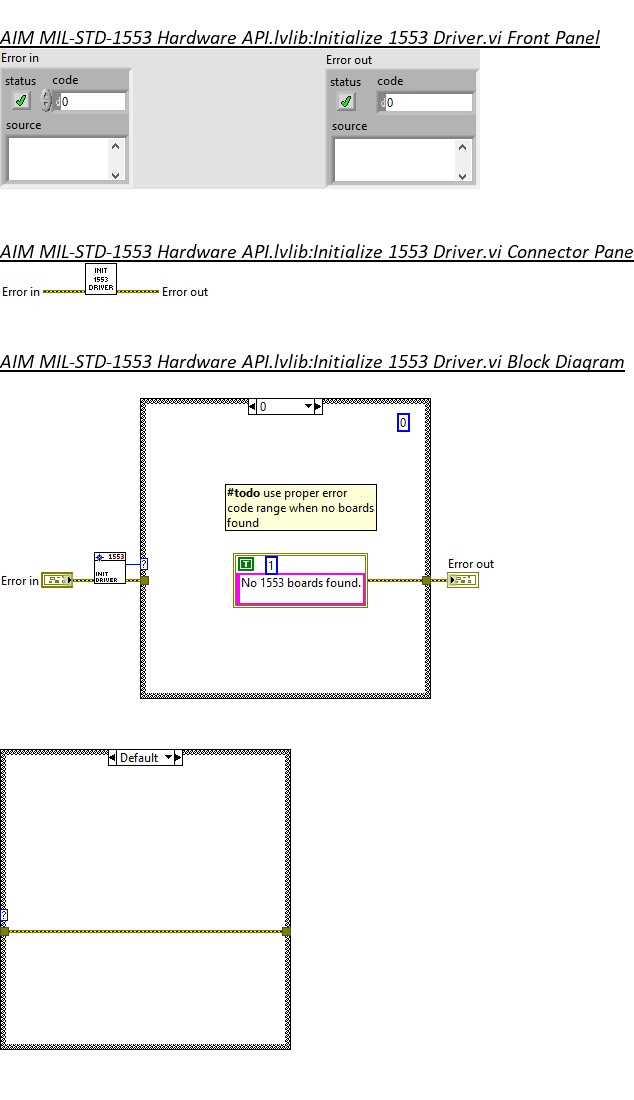 AIM MIL-STD-1553 Hardware API.lvlib:Initialize 1553 Driver.vi Front Panel
Error in
Error out
status code
status code
0
0
source
source
AIM MIL-STD-1553 Hardware API.lvlib:Initialize 1553 Driver.vi Connector Pane
INIT
1553
DRIVER
Error in
Error out
AIM MIL-STD-1553 Hardware API.lvlib:Initialize 1553 Driver.vi Block Diagram
0
0
#todo use proper error
code range when no boards
found
1553
INIT
DRIVER
?
Error in
T
1
No 1553 boards found.
Error out
Default
?